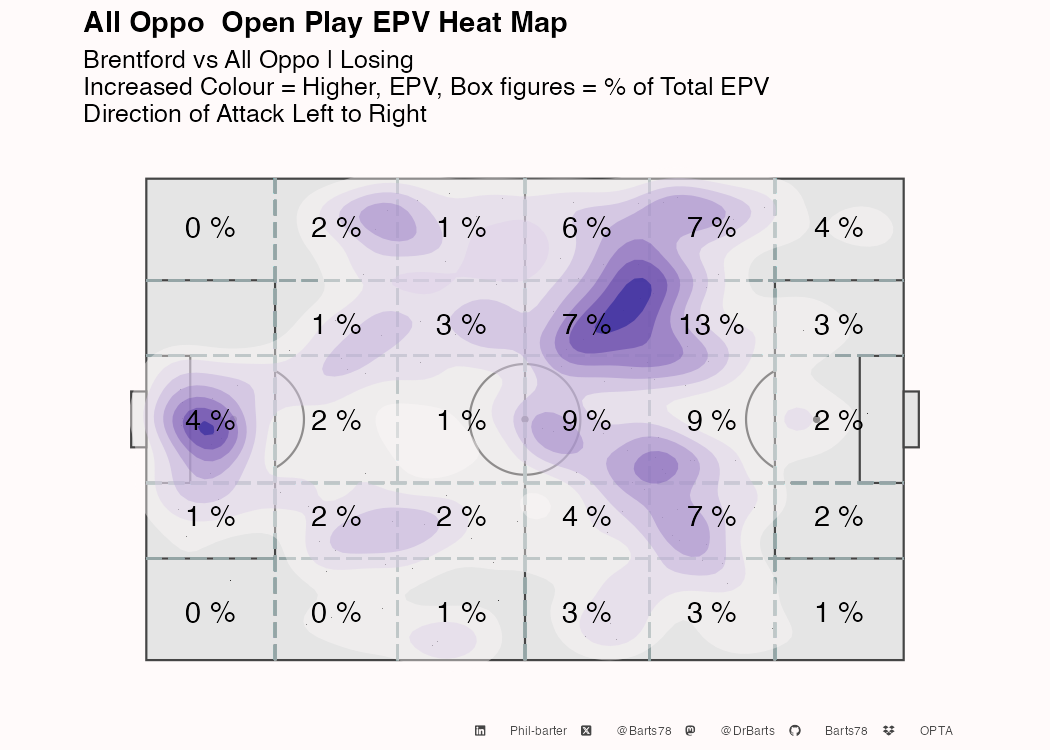 All Oppo  Open Play EPV Heat Map
Brentford vs All Oppo | Losing
Increased Colour = Higher, EPV, Box figures = % of Total EPV
Direction of Attack Left to Right
0 % 2 % 1 % 6 % 7 % 4 %
1 % 3 % 7 % 13 % 3 %
4 % 2 % 1 % 9 % 9 % 2 %
1 % 2 % 2 % 4 % 7 % 2 %
0 % 0 % 1 % 3 % 3 % 1 %
Phil-barter @Barts78 @DrBarts Barts78 OPTA